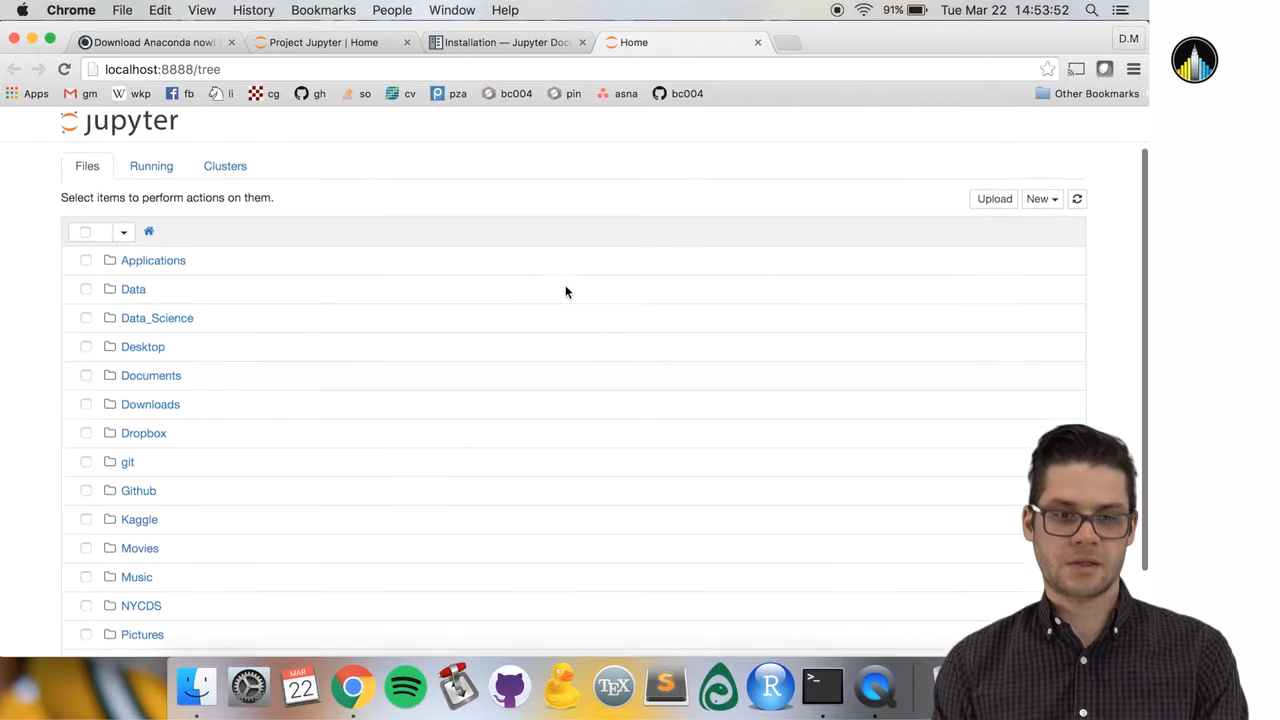 Chrome File Edit View History Bookmarks People Window Help 91% Tue Mar 22 14:53:52
Download Anaconda now! Project Jupyter | Home Installation — Jupyter Docu Home D.M
localhost:8888/tree
Apps gm wkp fb li cg gh so cv pza bc004 pin asna bc004 Other Bookmarks
jupyter
Files Running Clusters
Select items to perform actions on them. Upload New
Applications
Data
Data_Science
Desktop
Documents
Downloads
Dropbox
git
Github
Kaggle
Movies
Music
NYCDS
Pictures
MAR
22 TEX S R >_